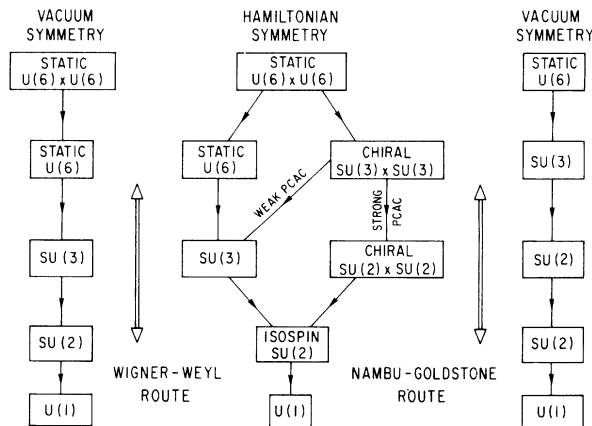 VACUUM
SYMMETRY
STATIC
U(6) x U(6)
STATIC
U(6)
SU(3)
SU(2)
U(1)
WIGNER-WEYL
ROUTE
HAMILTONIAN
SYMMETRY
STATIC
U(6) x U(6)
STATIC
U(6)
CHIRAL
SU(3) x SU(3)
WEAK PCAC
STRONG
PCAC
SU(3)
CHIRAL
SU(2) x SU(2)
ISOSPIN
SU(2)
U(1)
NAMBU-GOLDSTONE
ROUTE
VACUUM
SYMMETRY
STATIC
U(6)
SU(3)
SU(2)
SU(2)
U(1)